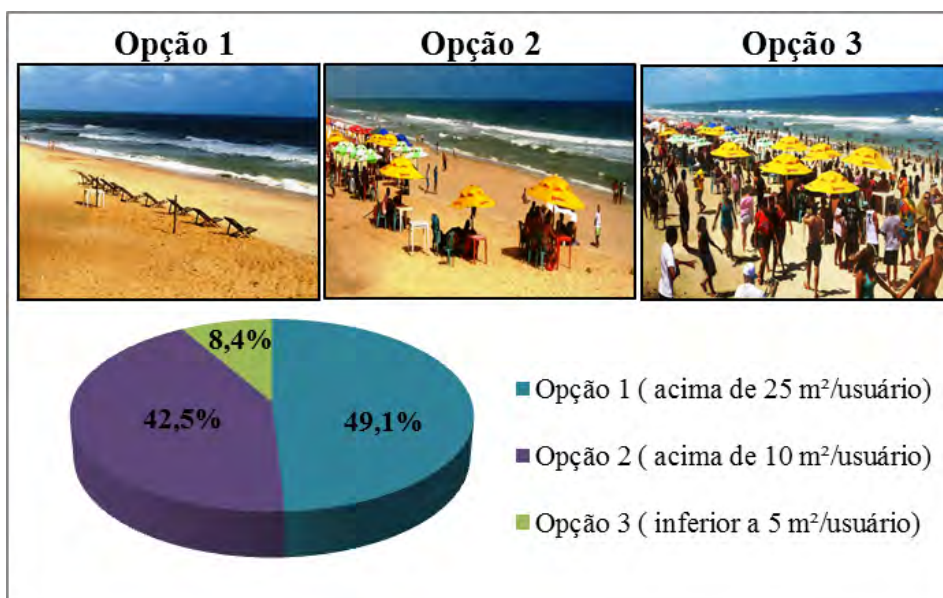 Opção 1
Opção 2
Opção 3
8,4%
42,5%
49,1%
Opção 1 ( acima de 25 m²/usuário)
Opção 2 ( acima de 10 m²/usuário)
Opção 3 ( inferior a 5 m²/usuário)